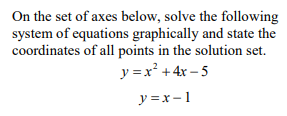 On the set of axes below, solve the following
system of equations graphically and state the
coordinates of all points in the solution set.
y = x² + 4x – 5
y = x – 1